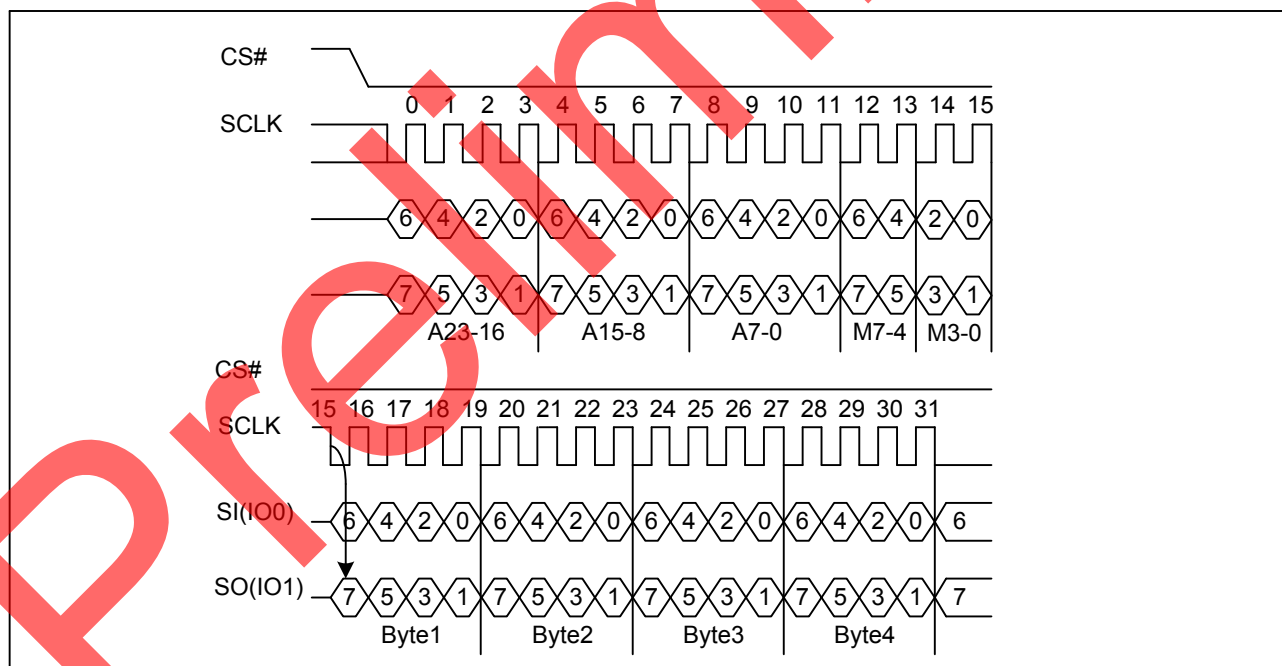 CS#
0 1 2 3 4 5 6 7 8 9 10 11 12 13 14 15
SCLK
6 4 2 0 6 4 2 0 6 4 2 0 6 4 2 0
7 5 3 1 7 5 3 1 7 5 3 1 7 5 3 1
A23-16 A15-8 A7-0 M7-4 M3-0
CS#
15 16 17 18 19 20 21 22 23 24 25 26 27 28 29 30 31
SCLK
SI(IO0) 6 4 2 0 6 4 2 0 6 4 2 0 6 4 2 0 6
SO(IO1) 7 5 3 1 7 5 3 1 7 5 3 1 7 5 3 1 7
Byte1 Byte2 Byte3 Byte4
Prelim